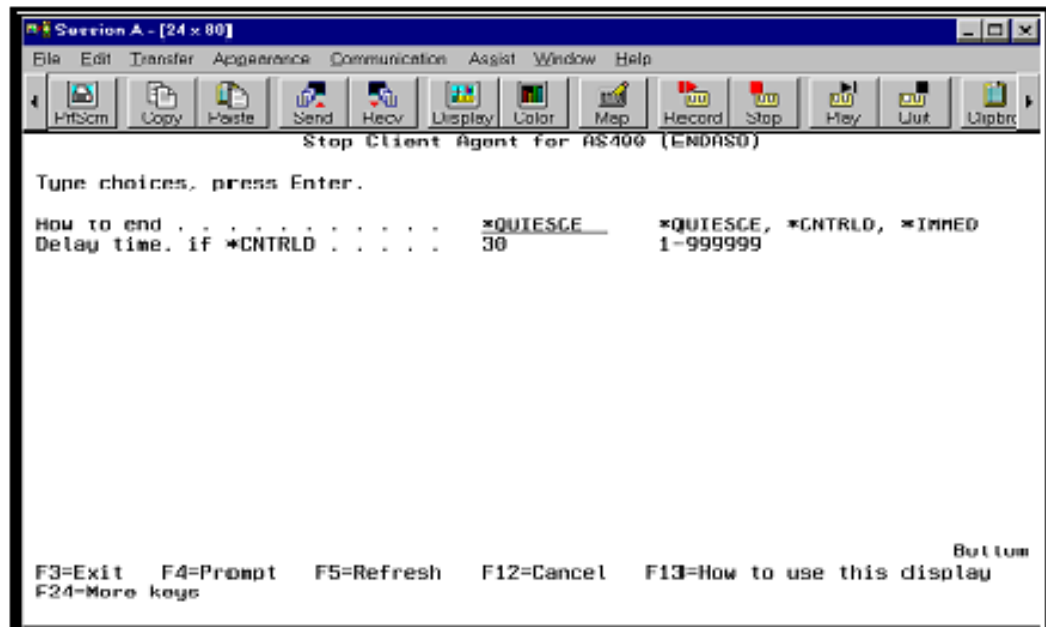 Session A - [24 x 80]
File Edit Transfer Appearance Communication Assist Window Help
PrtScrn Copy Paste Send Recv Display Color Map Record Stop Play Quit Clipbrd
Stop Client Agent for AS400 (ENDASO)
Type choices, press Enter.
How to end . . . . . . . . . . . *QUIESCE *QUIESCE, *CNTRLD, *IMMED
Delay time, if *CNTRLD . . . . . 30 1-999999
Bottom
F3=Exit F4=Prompt F5=Refresh F12=Cancel F13=How to use this display
F24=More keys